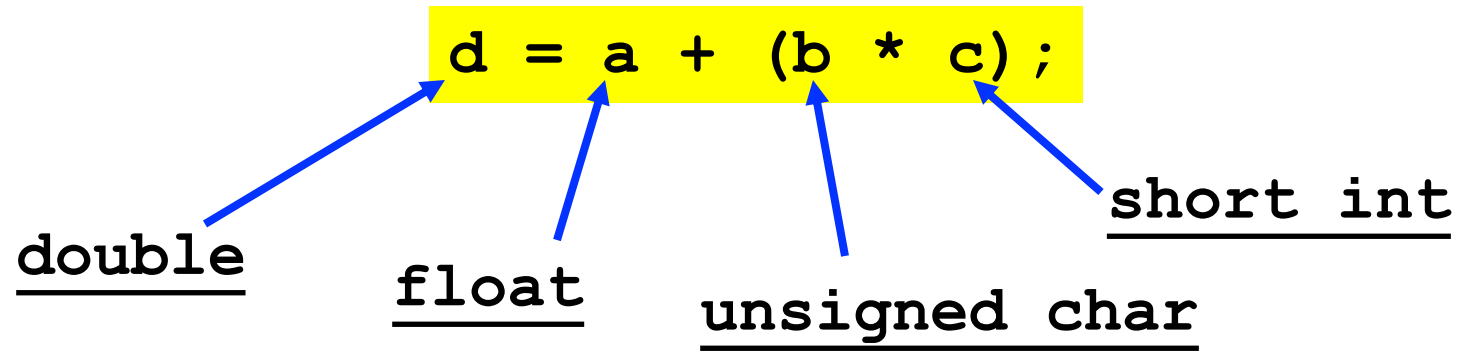 d = a + (b * c);
short int
double
float
unsigned char